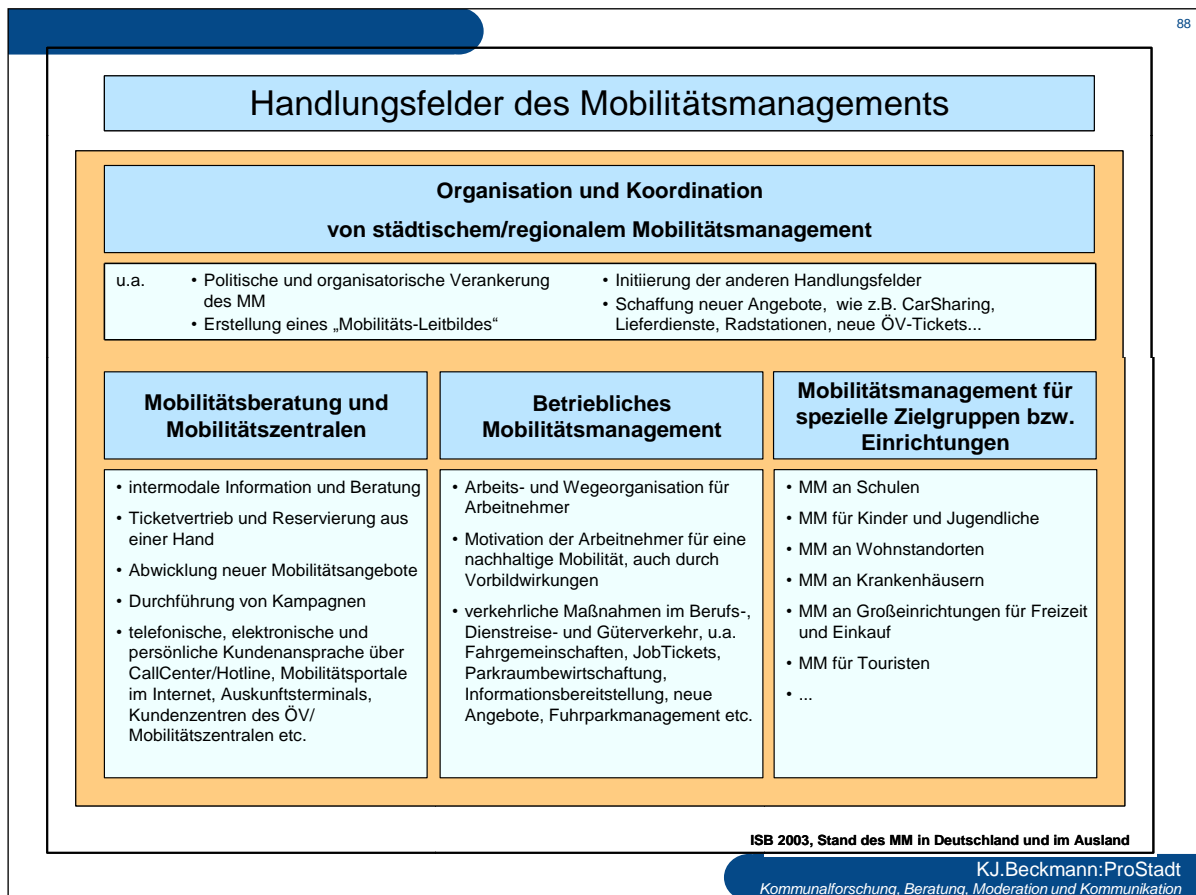 88
Handlungsfelder des Mobilitätsmanagements
Organisation und Koordination
von städtischem/regionalem Mobilitätsmanagement
u.a.
• Politische und organisatorische Verankerung
des MM
• Erstellung eines „Mobilitäts-Leitbildes“
• Initiierung der anderen Handlungsfelder
• Schaffung neuer Angebote, wie z.B. CarSharing,
Lieferdienste, Radstationen, neue ÖV-Tickets...
Mobilitätsberatung und
Mobilitätszentralen
• intermodale Information und Beratung
• Ticketvertrieb und Reservierung aus
einer Hand
• Abwicklung neuer Mobilitätsangebote
• Durchführung von Kampagnen
• telefonische, elektronische und
persönliche Kundenansprache über
CallCenter/Hotline, Mobilitätsportale
im Internet, Auskunftsterminals,
Kundenzentren des ÖV/
Mobilitätszentralen etc.
Betriebliches
Mobilitätsmanagement
• Arbeits- und Wegeorganisation für
Arbeitnehmer
• Motivation der Arbeitnehmer für eine
nachhaltige Mobilität, auch durch
Vorbildwirkungen
• verkehrliche Maßnahmen im Berufs-,
Dienstreise- und Güterverkehr, u.a.
Fahrgemeinschaften, JobTickets,
Parkraumbewirtschaftung,
Informationsbereitstellung, neue
Angebote, Fuhrparkmanagement etc.
Mobilitätsmanagement für
spezielle Zielgruppen bzw.
Einrichtungen
• MM an Schulen
• MM für Kinder und Jugendliche
• MM an Wohnstandorten
• MM an Krankenhäusern
• MM an Großeinrichtungen für Freizeit
und Einkauf
• MM für Touristen
• ...
ISB 2003, Stand des MM in Deutschland und im Ausland
KJ.Beckmann:ProStadt
Kommunalforschung, Beratung, Moderation und Kommunikation